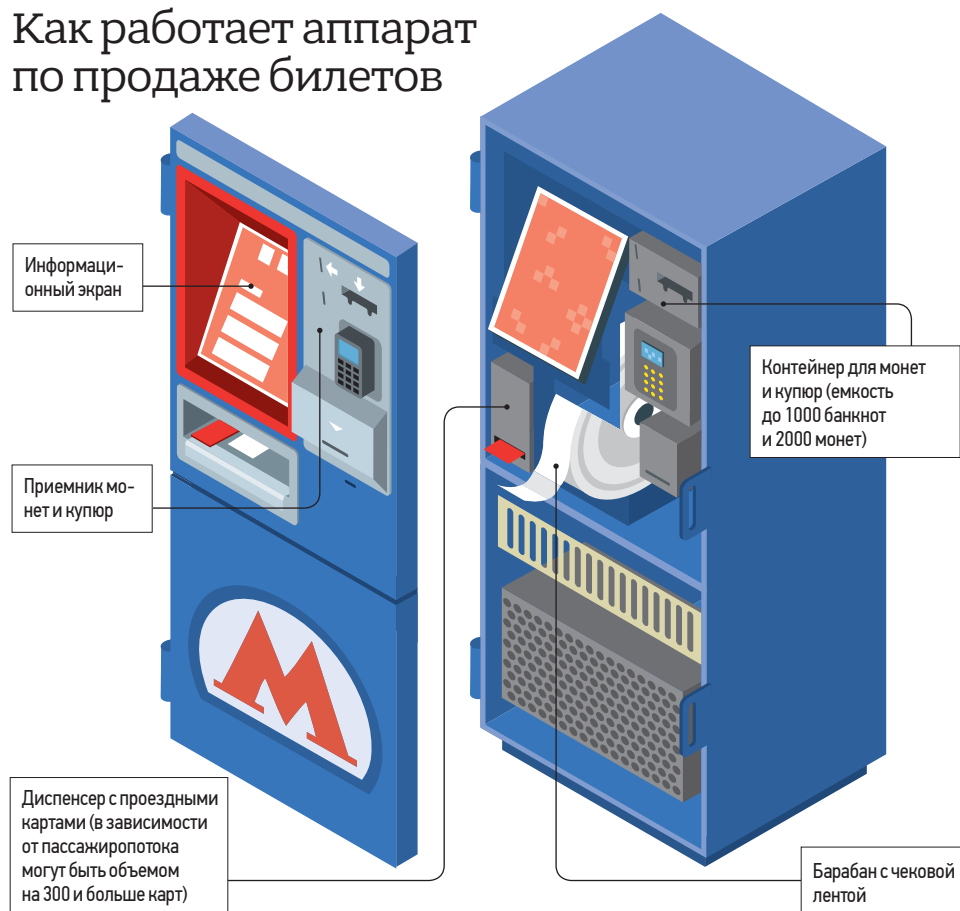 Как работает аппарат
по продаже билетов
Информаци-
онный экран
Приемник мо-
нет и купюр
Диспенсер с проездными
картами (в зависимости
от пассажиропотока
могут быть объемом
на 300 и больше карт)
Контейнер для монет
и купюр (емкость
до 1000 банкнот
и 2000 монет)
Барабан с чековой
лентой
М